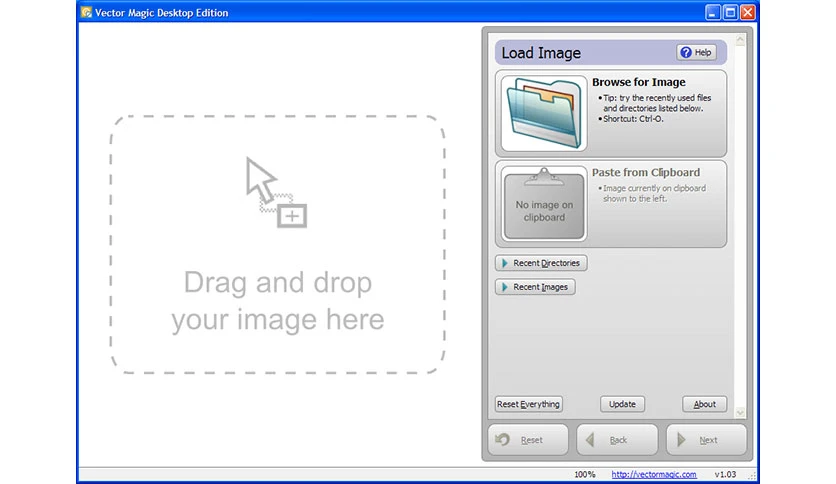 Vector Magic Desktop Edition
Drag and drop
your image here
Load Image
Help
Browse for Image
•Tip: try the recently used files
and directories listed below.
•Shortcut: Ctrl-O.
No image on
clipboard
Paste from Clipboard
•Image currently on clipboard
shown to the left.
Recent Directories
Recent Images
Reset Everything
Update
About
Reset
Back
Next
100%
http://vectormagic.com
v1.03